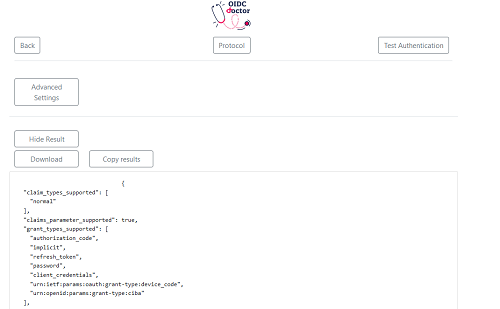 OIDC
doctor
Back
Protocol
Test Authentication
Advanced
Settings
Hide Result
Download
Copy results
{
"claim_types_supported": [
"normal"
],
"claims_parameter_supported": true,
"grant_types_supported": [
"authorization_code",
"implicit",
"refresh_token",
"password",
"client_credentials",
"urn:ietf:params:oauth:grant-type:device_code",
"urn:openid:params:grant-type:ciba"
],